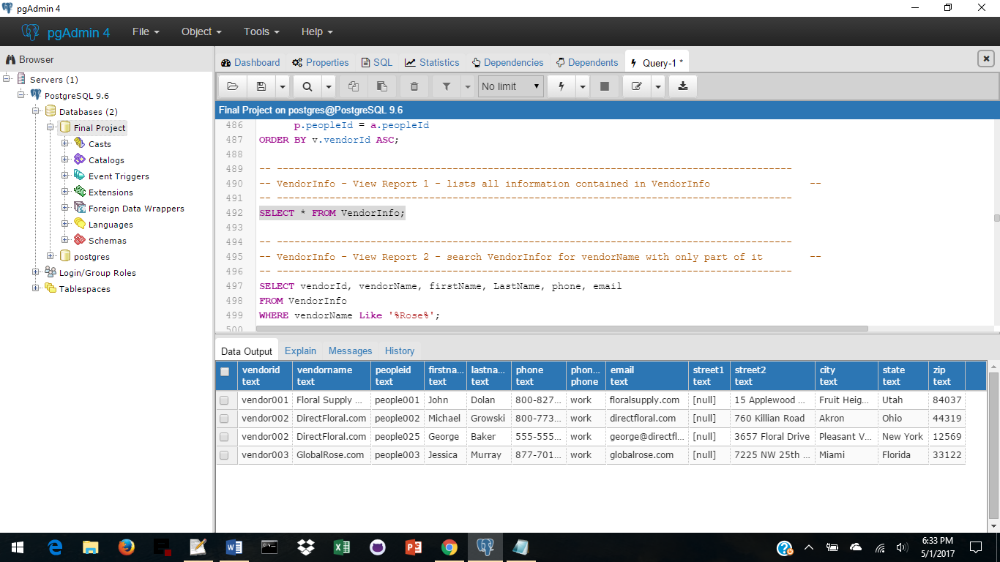 pgAdmin 4
pgAdmin 4 File Object Tools Help
Browser
Servers (1)
PostgreSQL 9.6
Databases (2)
Final Project
Casts
Catalogs
Event Triggers
Extensions
Foreign Data Wrappers
Languages
Schemas
postgres
Login/Group Roles
Tablespaces
Dashboard Properties SQL Statistics Dependencies Dependents Query-1 *
No limit
Final Project on postgres@PostgreSQL 9.6
486 p.peopleId = a.peopleId
487 ORDER BY v.vendorId ASC;
488
489 -- ----------------------------------------------------------------------------------------
490 -- VendorInfo - View Report 1 - lists all information contained in VendorInfo --
491 -- ----------------------------------------------------------------------------------------
492 SELECT * FROM VendorInfo;
493
494 -- ----------------------------------------------------------------------------------------
495 -- VendorInfo - View Report 2 - search VendorInfor for vendorName with only part of it --
496 -- ----------------------------------------------------------------------------------------
497 SELECT vendorId, vendorName, firstName, LastName, phone, email
498 FROM VendorInfo
499 WHERE vendorName Like '%Rose%';
500
Data Output Explain Messages History
vendorid vendorname peopleid firstna... lastna... phone phon... email street1 street2 city state zip
text text text text text text phone text text text text text text
vendor001 Floral Supply ... people001 John Dolan 800-827... work floralsupply.com [null] 15 Applewood ... Fruit Heig... Utah 84037
vendor002 DirectFloral.com people002 Michael Growski 800-773... work directfloral.com [null] 760 Killian Road Akron Ohio 44319
vendor002 DirectFloral.com people025 George Baker 555-555... work george@directfl... [null] 3657 Floral Drive Pleasant V... New York 12569
vendor003 GlobalRose.com people003 Jessica Murray 877-701... work globalrose.com [null] 7225 NW 25th ... Miami Florida 33122
6:33 PM
5/1/2017